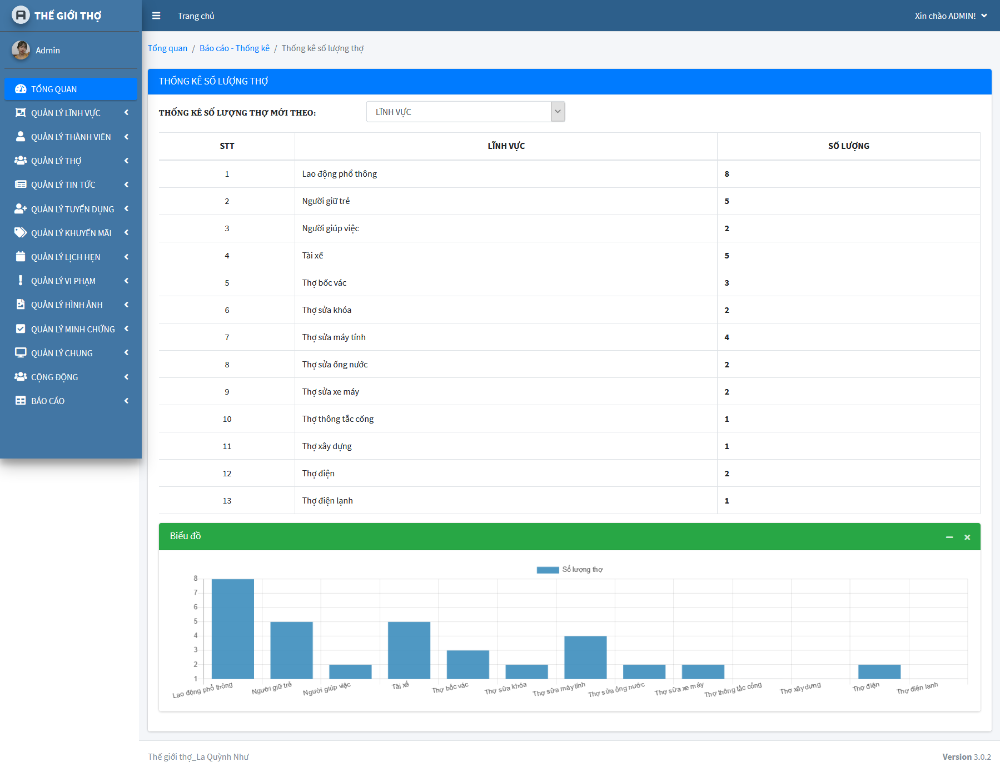 THẾ GIỚI THỢ
Trang chủ
Xin chào ADMIN!
Admin
TỔNG QUAN
QUẢN LÝ LĨNH VỰC
QUẢN LÝ THÀNH VIÊN
QUẢN LÝ THỢ
QUẢN LÝ TIN TỨC
QUẢN LÝ TUYỂN DỤNG
QUẢN LÝ KHUYẾN MÃI
QUẢN LÝ LỊCH HẸN
QUẢN LÝ VI PHẠM
QUẢN LÝ HÌNH ẢNH
QUẢN LÝ MINH CHỨNG
QUẢN LÝ CHUNG
CỘNG ĐỘNG
BÁO CÁO
Tổng quan / Báo cáo - Thống kê / Thống kê số lượng thợ
THỐNG KÊ SỐ LƯỢNG THỢ
THỐNG KÊ SỐ LƯỢNG THỢ MỚI THEO: LĨNH VỰC
STT LĨNH VỰC SỐ LƯỢNG
1 Lao động phổ thông 8
2 Người giữ trẻ 5
3 Người giúp việc 2
4 Tài xế 5
5 Thợ bốc vác 3
6 Thợ sửa khóa 2
7 Thợ sửa máy tính 4
8 Thợ sửa ống nước 2
9 Thợ sửa xe máy 2
10 Thợ thông tắc cống 1
11 Thợ xây dựng 1
12 Thợ điện 2
13 Thợ điện lạnh 1
Biểu đồ
Số lượng thợ
8
7
6
5
4
3
2
1
Lao động phổ thông Người giữ trẻ Người giúp việc Tài xế Thợ bốc vác Thợ sửa khóa Thợ sửa máy tính Thợ sửa ống nước Thợ sửa xe máy Thợ thông tắc cống Thợ xây dựng Thợ điện Thợ điện lạnh
Thế giới thợ_La Quỳnh Như
Version 3.0.2